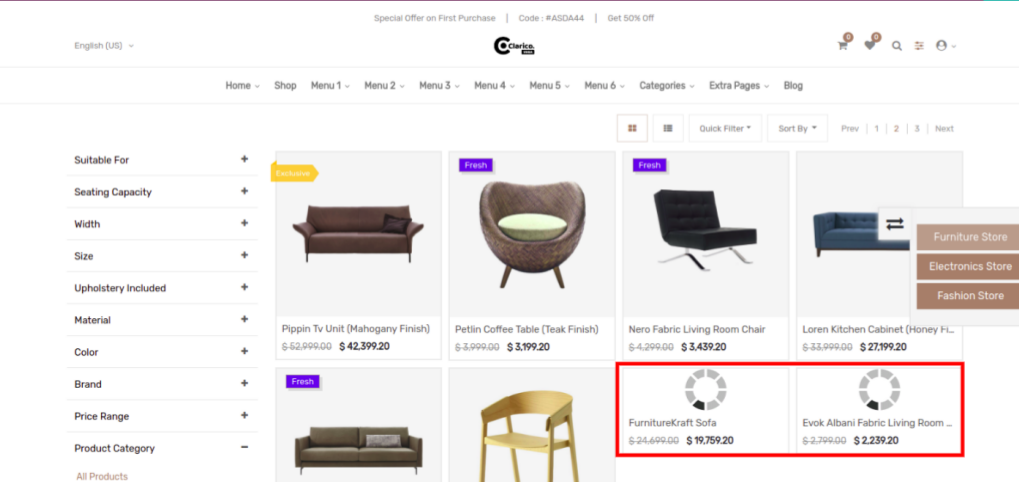 Special Offer on First Purchase | Code : #ASDA44 | Get 50% Off
English (US)
Clarico.
0
0
Home
Shop
Menu 1
Menu 2
Menu 3
Menu 4
Menu 5
Menu 6
Categories
Extra Pages
Blog
Quick Filter
Sort By
Prev | 1 | 2 | 3 | Next
Suitable For
Seating Capacity
Width
Size
Upholstery Included
Material
Color
Brand
Price Range
Product Category
All Products
Exclusive
Pippin Tv Unit (Mahogany Finish)
$ 52,999.00 $ 42,399.20
Fresh
Petlin Coffee Table (Teak Finish)
$ 3,999.00 $ 3,199.20
Fresh
Nero Fabric Living Room Chair
$ 4,299.00 $ 3,439.20
Loren Kitchen Cabinet (Honey Fi...
$ 33,999.00 $ 27,199.20
Furniture Store
Electronics Store
Fashion Store
Fresh
FurnitureKraft Sofa
$ 24,699.00 $ 19,759.20
Evok Albani Fabric Living Room ...
$ 2,799.00 $ 2,239.20